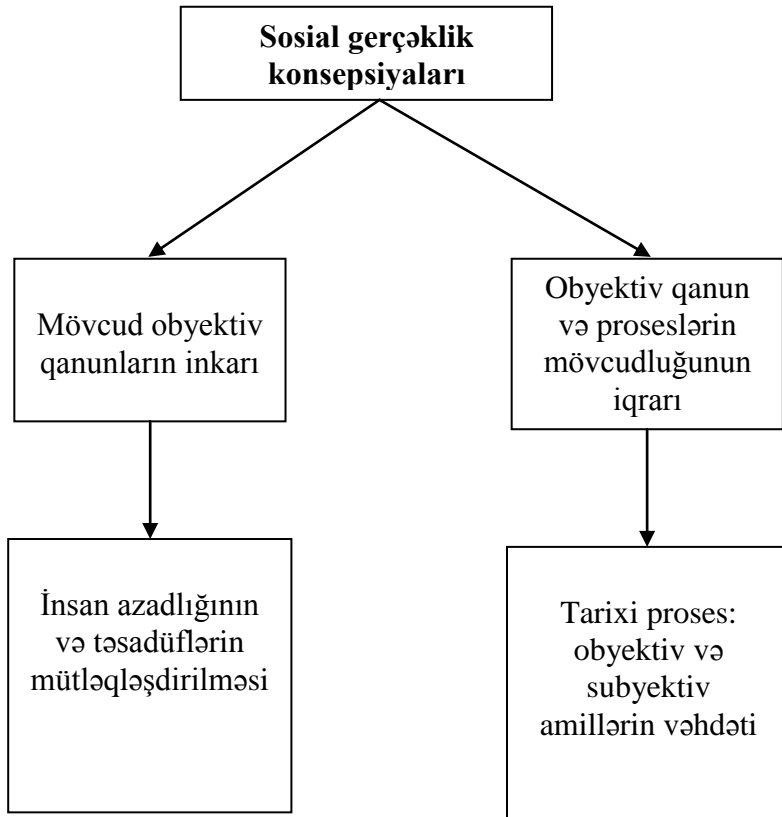 Sosial gerçəklik
konsepsiyaları
Mövcud obyektiv
qanunların inkarı
Obyektiv qanun
və proseslərin
mövcudluğunun
iqrarı
İnsan azadlığının
və təsadüflərin
mütləqləşdirilməsi
Tarixi proses:
obyektiv və
subyektiv
amillərin vəhdəti